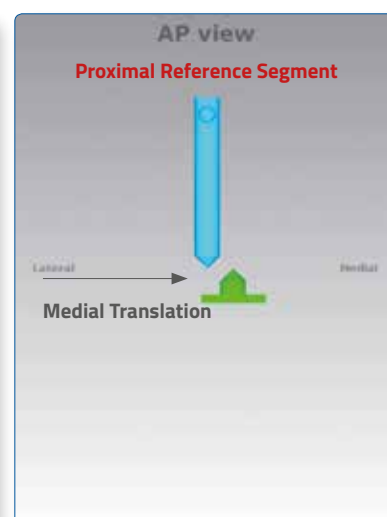 AP view
Proximal Reference Segment
Lateral
Medial
Medial Translation